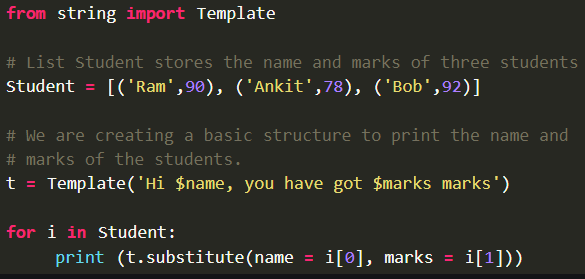 from string import Template
# List Student stores the name and marks of three students
Student = [('Ram',90), ('Ankit',78), ('Bob',92)]
# We are creating a basic structure to print the name and
# marks of the students.
t = Template('Hi $name, you have got $marks marks')
for i in Student:
     print (t.substitute(name = i[0], marks = i[1]))